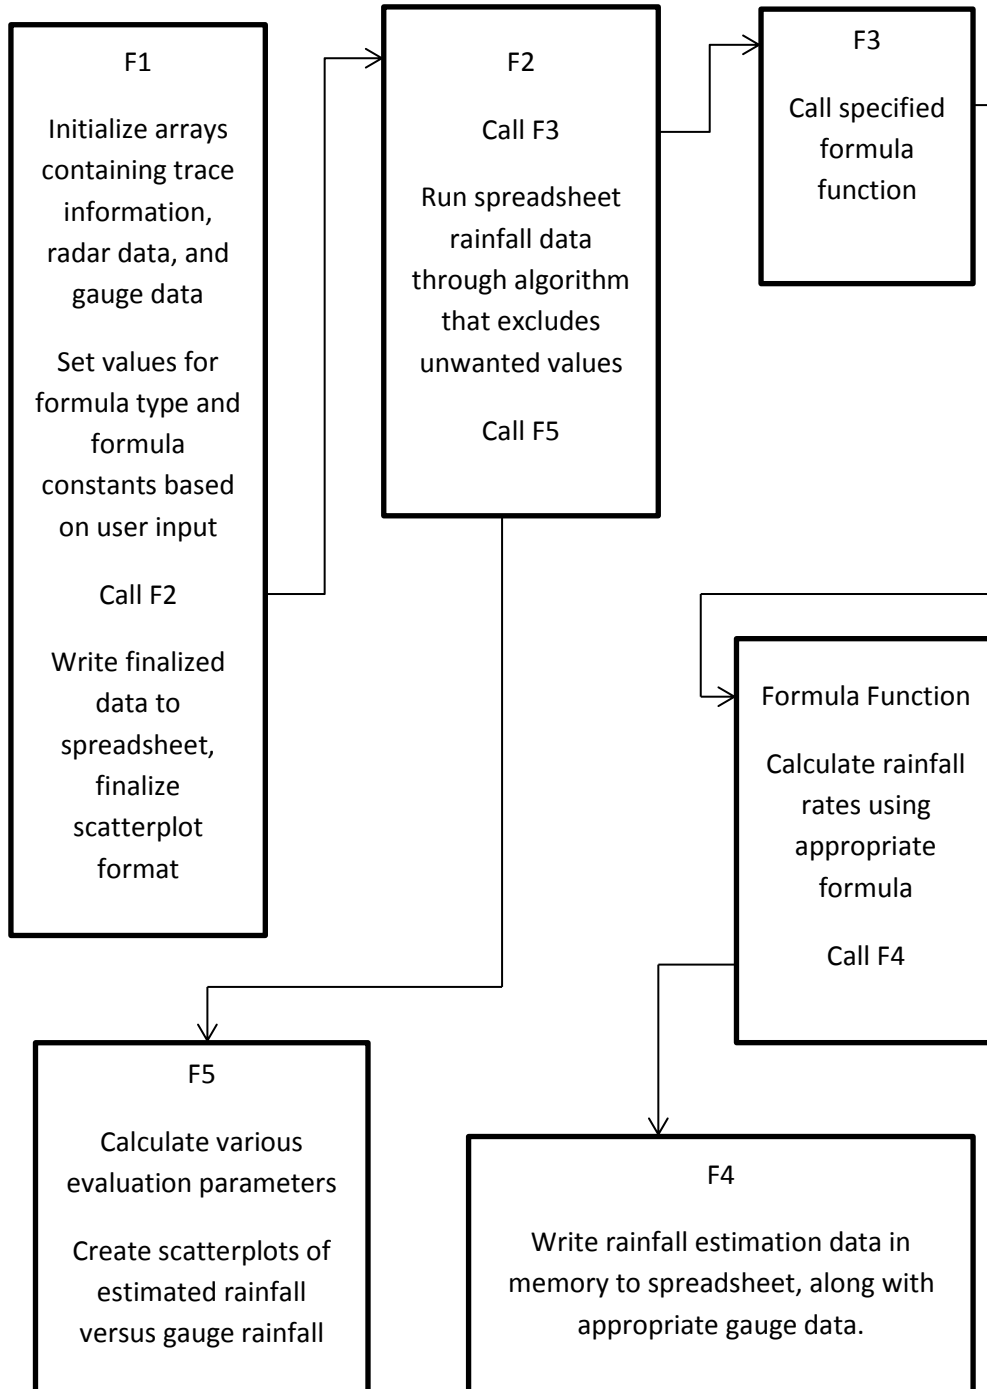 F1
Initialize arrays
containing trace
information,
radar data, and
gauge data
Set values for
formula type and
formula
constants based
on user input
Call F2
Write finalized
data to
spreadsheet,
finalize
scatterplot
format
F2
Call F3
Run spreadsheet
rainfall data
through algorithm
that excludes
unwanted values
Call F5
F3
Call specified
formula
function
Formula Function
Calculate rainfall
rates using
appropriate
formula
Call F4
F5
Calculate various
evaluation parameters
Create scatterplots of
estimated rainfall
versus gauge rainfall
F4
Write rainfall estimation data in
memory to spreadsheet, along with
appropriate gauge data.